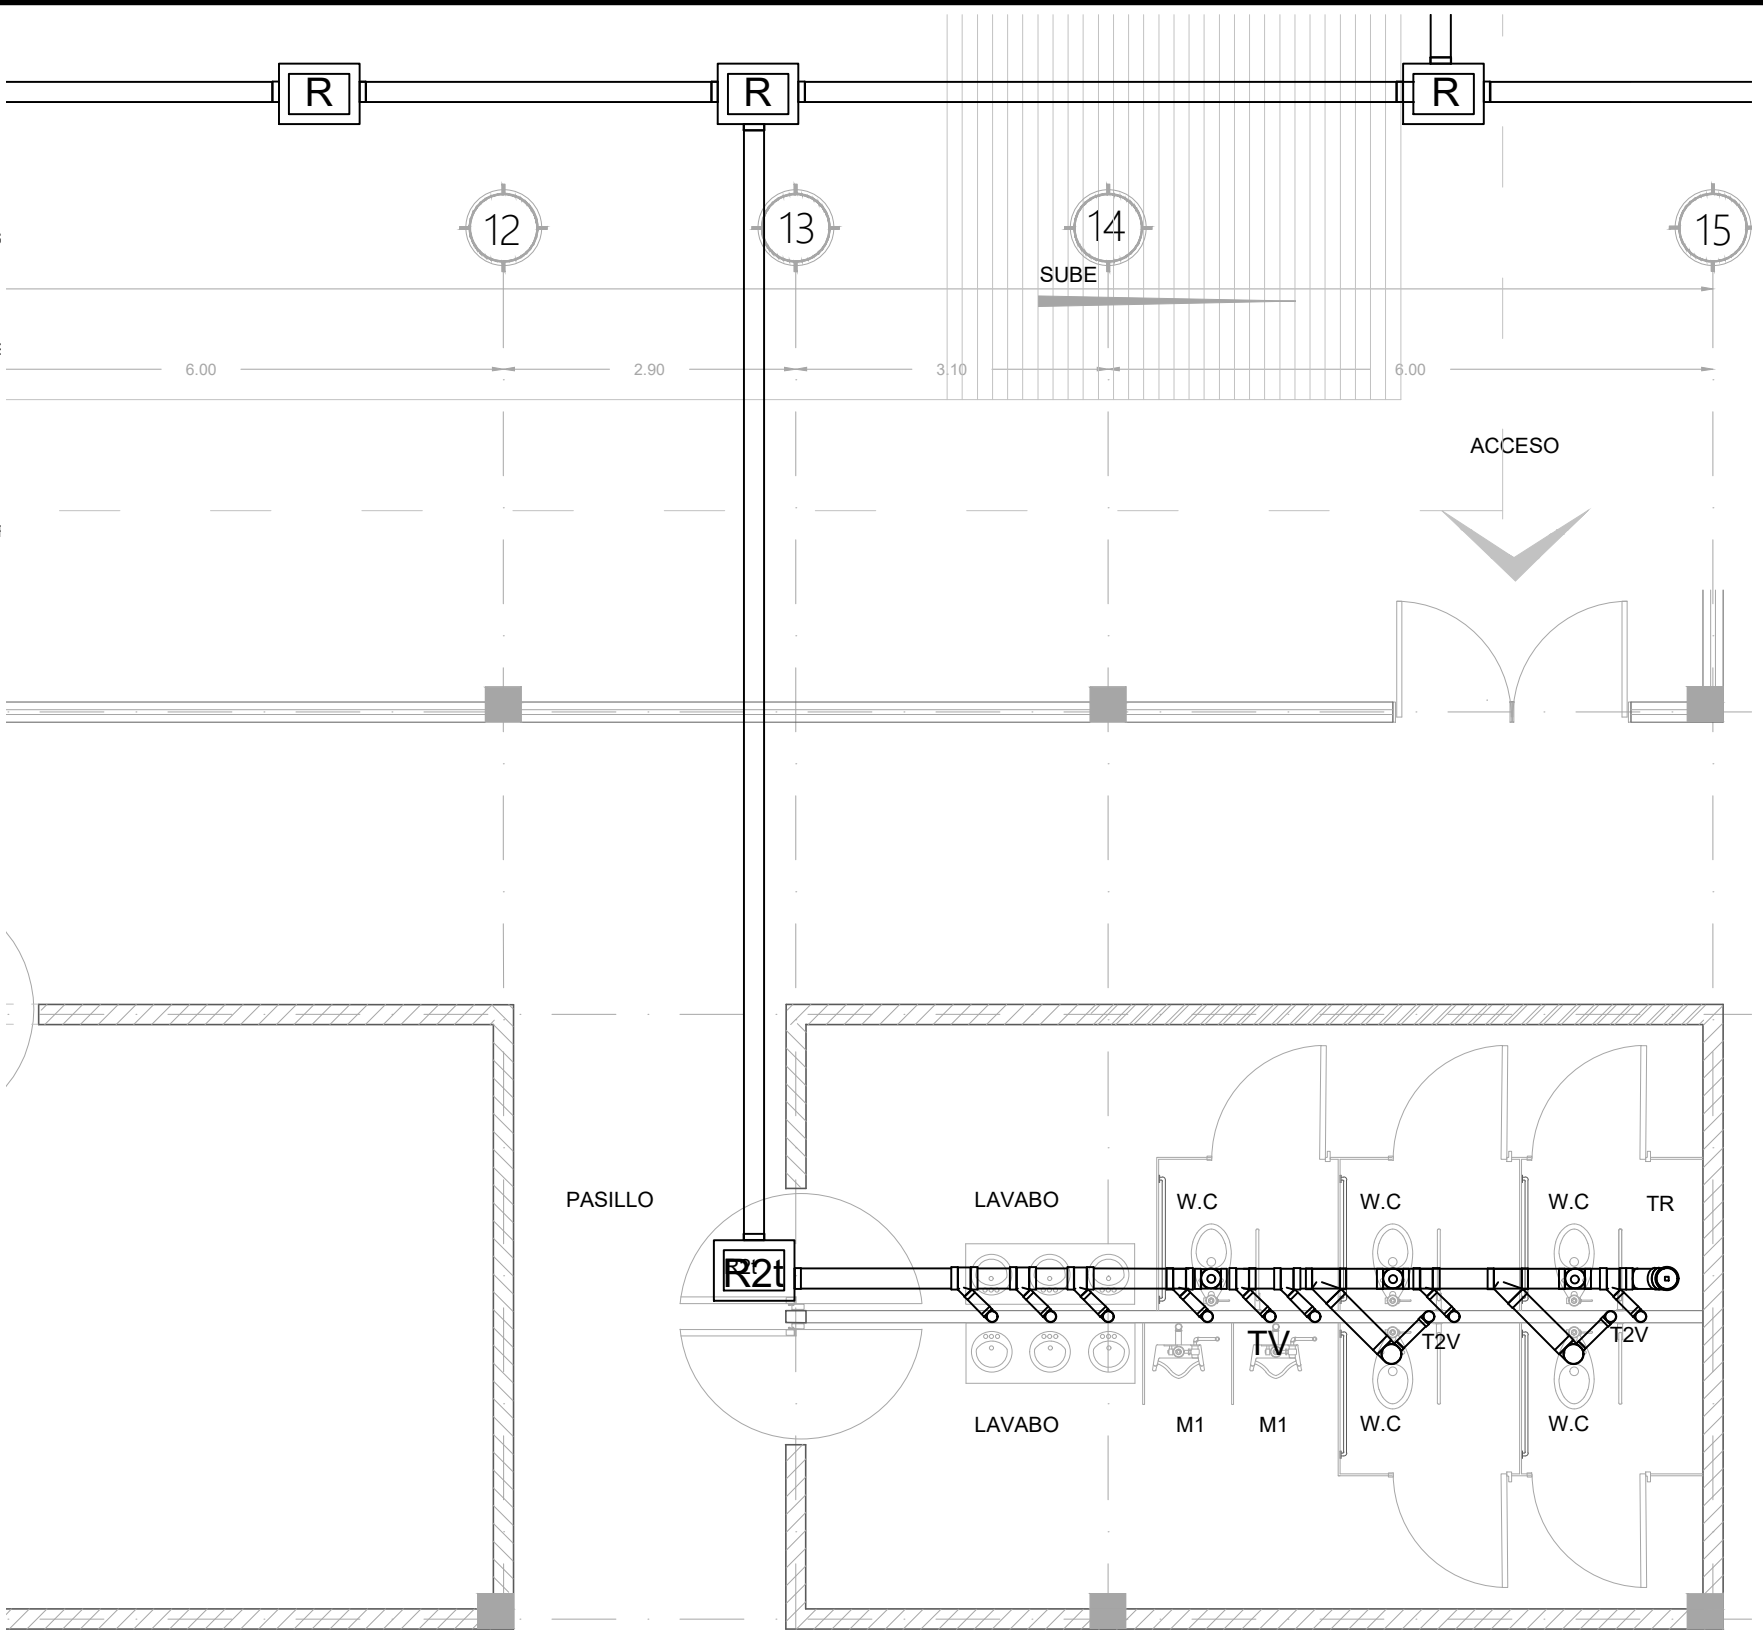 R R R
12 13 14 15
SUBE
6.00 2.90 3.10 6.00
ACCESO
PASILLO LAVABO W.C W.C W.C TR
R2t
R2t
TV T2V T2V
LAVABO M1 M1 W.C W.C